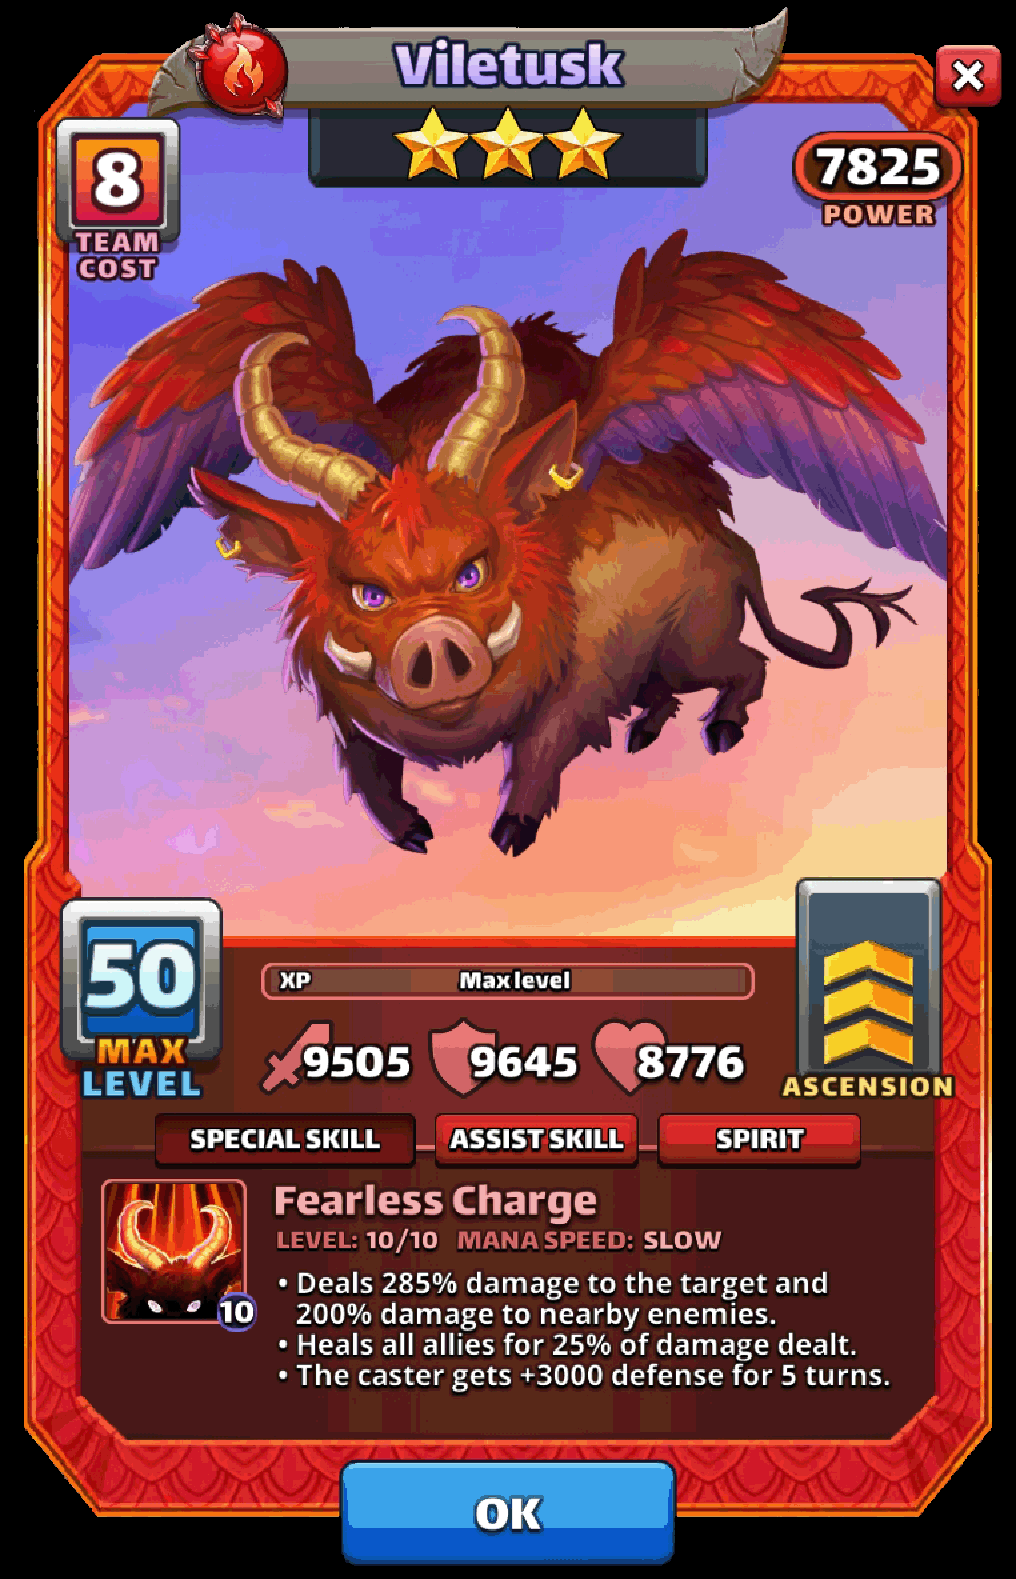 Viletusk
8
TEAM
COST
7825
POWER
50
MAX
LEVEL
XP Max level
9505 9645 8776
ASCENSION
SPECIAL SKILL ASSIST SKILL SPIRIT
Fearless Charge
LEVEL: 10/10 MANA SPEED: SLOW
10
• Deals 285% damage to the target and
200% damage to nearby enemies.
• Heals all allies for 25% of damage dealt.
• The caster gets +3000 defense for 5 turns.
OK